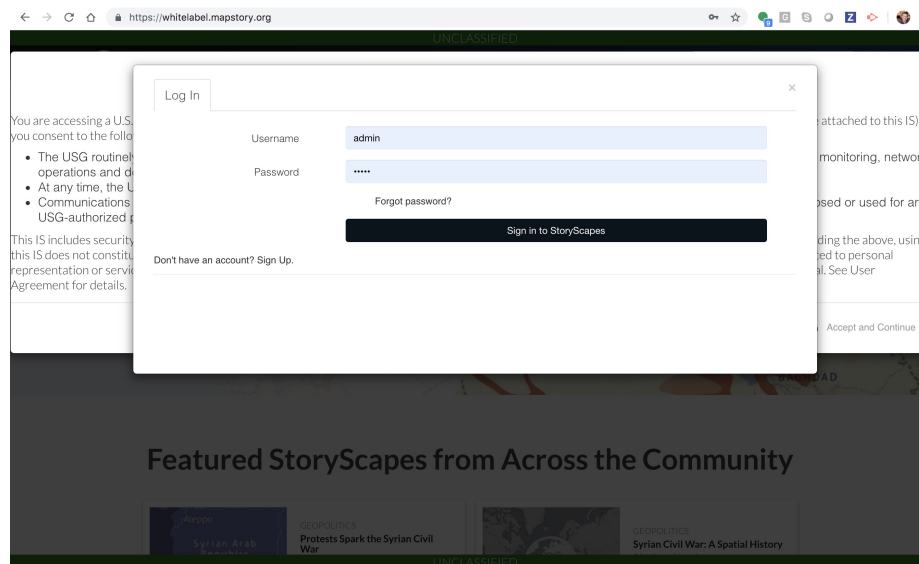 https://whitelabel.mapstory.org
UNCLASSIFIED
Log In
×
You are accessing a U.S.
attached to this IS)
you consent to the follo
Username
admin
The USG routinely
monitoring, networ
operations and d
Password
•••••
At any time, the U
Communications
osed or used for an
USG-authorized p
Forgot password?
Sign in to StoryScapes
This IS includes security
ding the above, usin
this IS does not constitu
ed to personal
Don't have an account? Sign Up.
representation or servic
al. See User
Agreement for details.
Accept and Continue
BAGHDAD
Featured StoryScapes from Across the Community
Aleppo
Syrian Arab
Republic
GEOPOLITICS
Protests Spark the Syrian Civil
War
GEOPOLITICS
Syrian Civil War: A Spatial History
UNCLASSIFIED